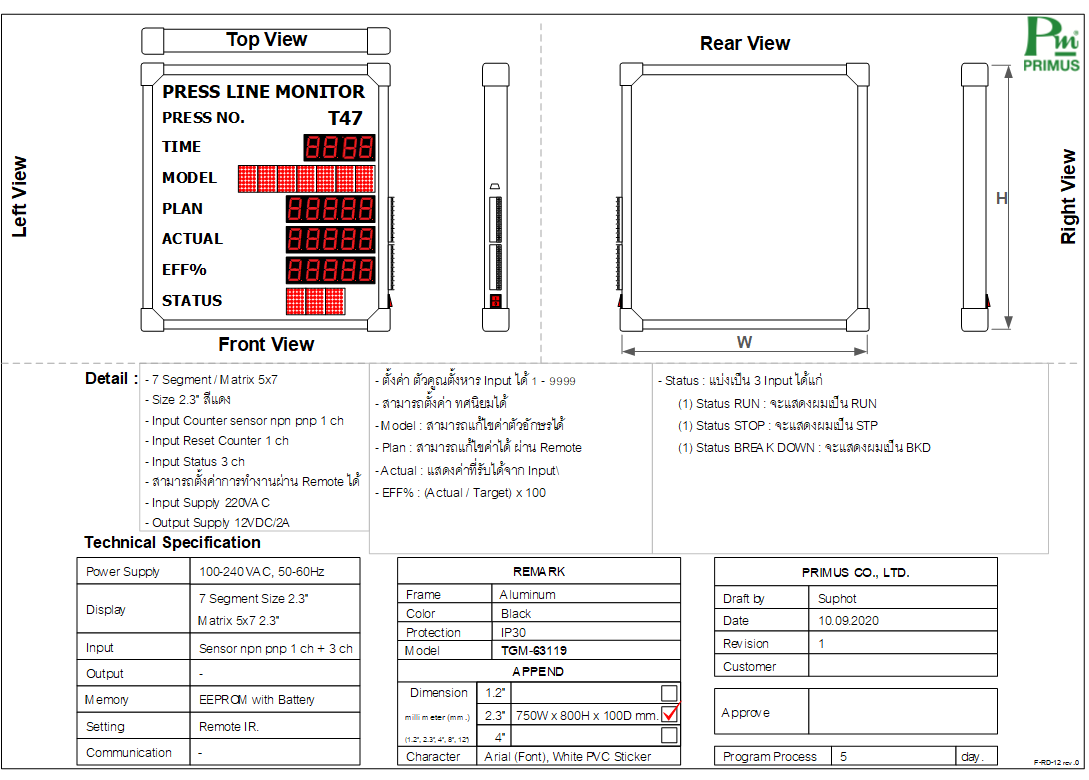 Top View
Rear View
Pm
PRIMUS
PRESS LINE MONITOR
PRESS NO. T47
TIME 8888
MODEL
PLAN 88888
ACTUAL 88888
EFF% 88888
STATUS
Left View
Right View
H
W
Front View
Detail :
- 7 Segment / Matrix 5x7
- Size 2.3" สีแดง
- Input Counter sensor npn pnp 1 ch
- Input Reset Counter 1 ch
- Input Status 3 ch
- สามารถตั้งค่าการทำงานผ่าน Remote ได้
- Input Supply 220VAC
- Output Supply 12VDC/2A
- ตั้งค่า ตัวคูณตั้งหาร Input ได้ 1 - 9999
- สามารถตั้งค่า ทศนิยมได้
- Model : สามารถแก้ไขค่าตัวอักษรได้
- Plan : สามารถแก้ไขค่าได้ ผ่าน Remote
- Actual : แสดงค่าที่รับได้จาก Input\
- EFF% : (Actual / Target) x 100
- Status : แบ่งเป็น 3 Input ได้แก่
(1) Status RUN : จะแสดงผมเป็น RUN
(1) Status STOP : จะแสดงผมเป็น STP
(1) Status BREAK DOWN : จะแสดงผมเป็น BKD
Technical Specification
Power Supply 100-240VAC, 50-60Hz
Display 7 Segment Size 2.3"
Matrix 5x7 2.3"
Input Sensor npn pnp 1 ch + 3 ch
Output -
Memory EEPROM with Battery
Setting Remote IR.
Communication -
REMARK
Frame Aluminum
Color Black
Protection IP30
Model TGM-63119
APPEND
Dimension 1.2"
millimeter (mm.) 2.3" 750W x 800H x 100D mm.
(1.2", 2.3", 4", 8", 12") 4"
Character Arial (Font), White PVC Sticker
PRIMUS CO., LTD.
Draft by Suphot
Date 10.09.2020
Revision 1
Customer
Approve
Program Process 5 day.
F-RD-12 rev .0